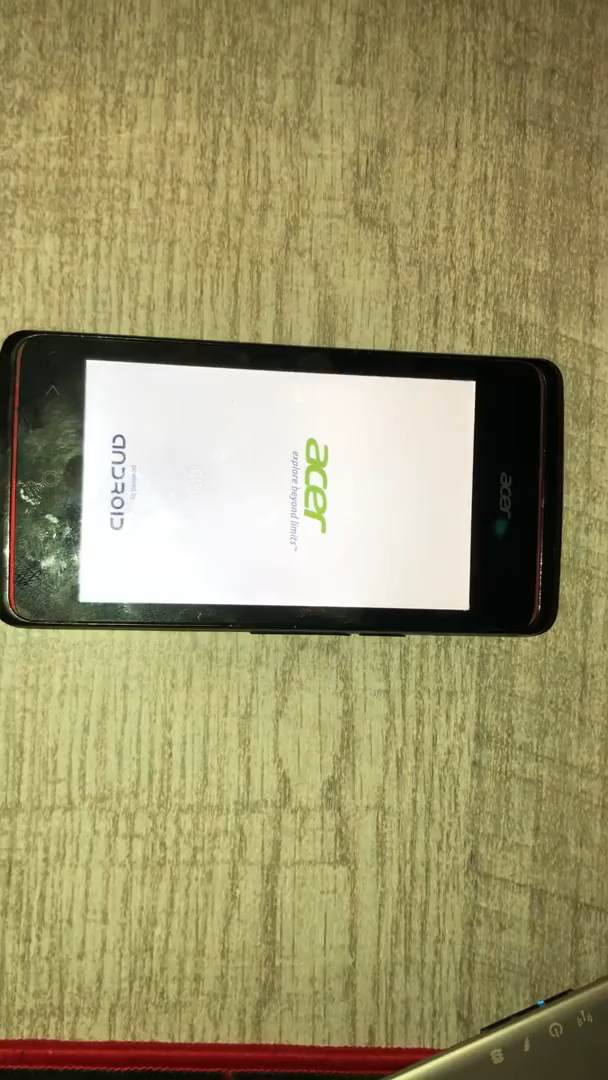 acer
acer
explore beyond limits™
powered by
android